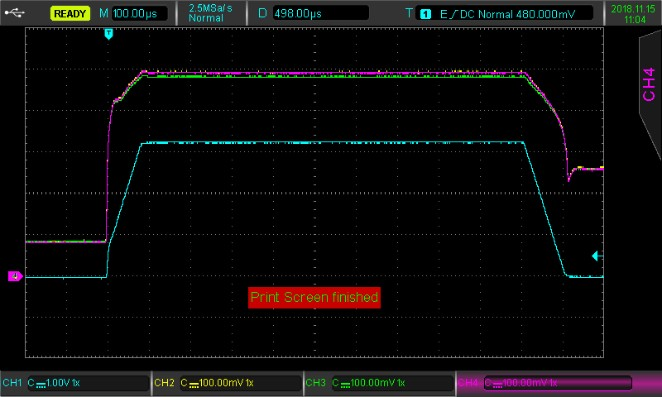 READY M 100.00μs 2.5MSa/s Normal D 498.00μs T 1 E DC Normal 480.000mV 2018.11.15 11:04
T
CH4
Print Screen finished
CH1 C 1.00V 1x CH2 C 100.00mV 1x CH3 C 100.00mV 1x CH4 C 100.00mV 1x